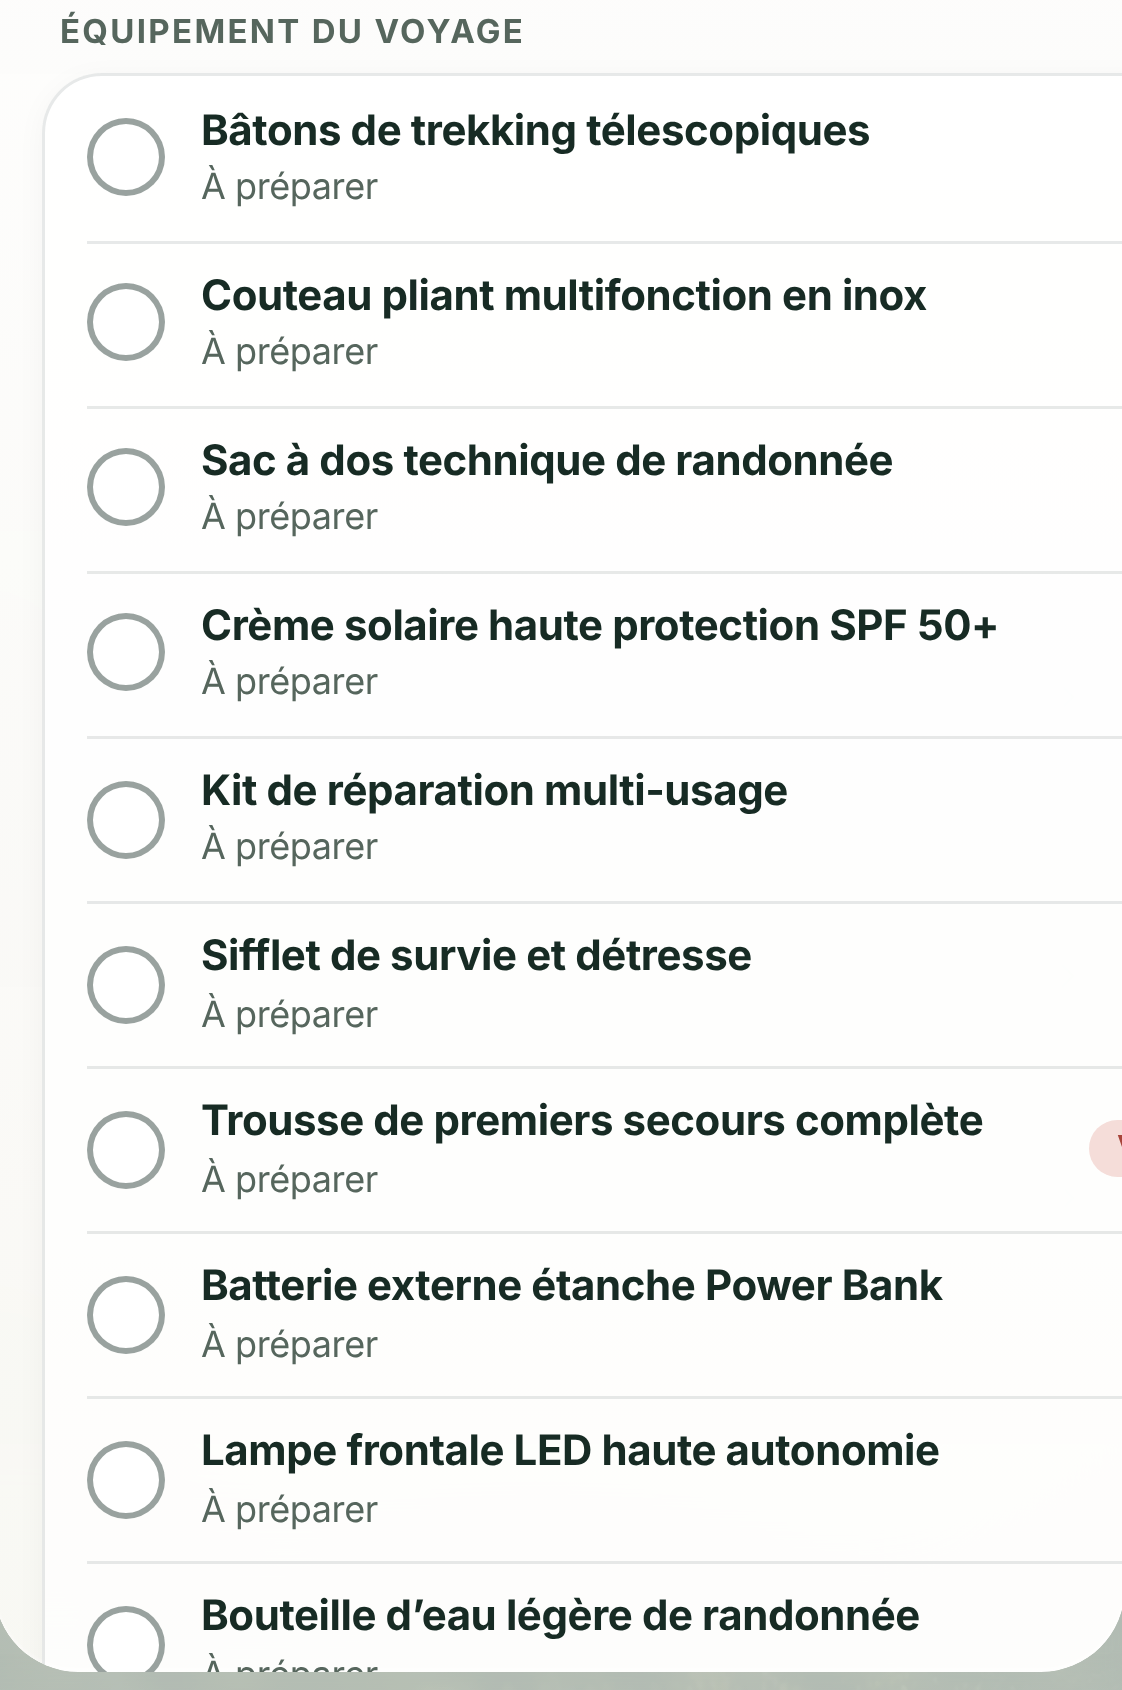 ÉQUIPEMENT DU VOYAGE
Bâtons de trekking télescopiques
À préparer
Couteau pliant multifonction en inox
À préparer
Sac à dos technique de randonnée
À préparer
Crème solaire haute protection SPF 50+
À préparer
Kit de réparation multi-usage
À préparer
Sifflet de survie et détresse
À préparer
Trousse de premiers secours complète
À préparer
Batterie externe étanche Power Bank
À préparer
Lampe frontale LED haute autonomie
À préparer
Bouteille d’eau légère de randonnée
À préparer